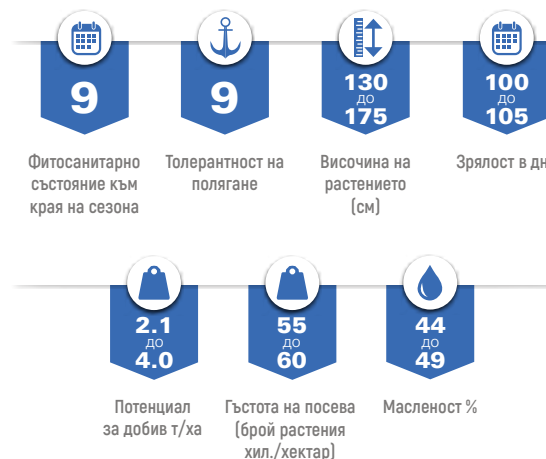 9
9
130
до
175
100
до
105
Фитосанитарно
състояние към
края на сезона
Толерантност на
полягане
Височина на
растението
(см)
Зрялост в дн
2.1
до
4.0
55
до
60
44
до
49
Потенциал
за добив т/ха
Гъстота на посева
(брой растения
хил./хектар)
Масленост %